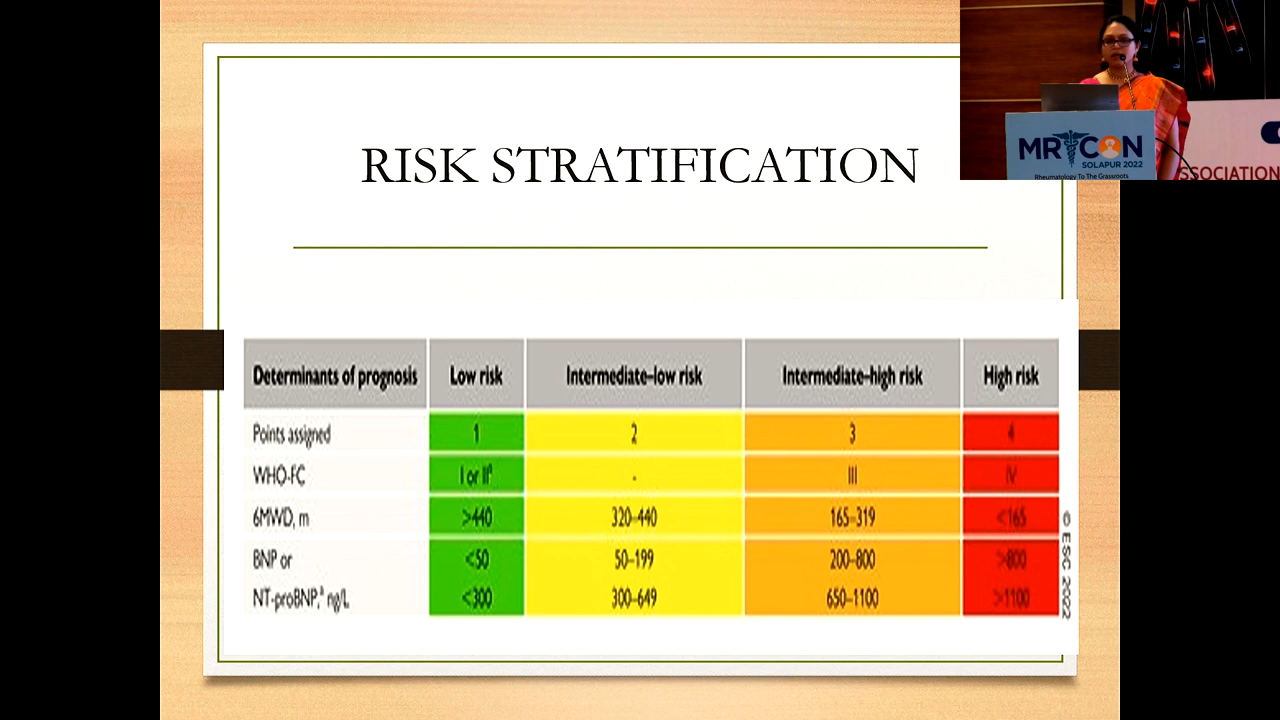 RISK STRATIFICATION
Determinants of prognosis Low risk Intermediate–low risk Intermediate–high risk High risk
Points assigned 1 2 3 4
WHO-FC I or IIª - III IV
6MWD, m >440 320–440 165–319 <165
BNP or <50 50–199 200–800 >800
NT-proBNP,ª ng/L <300 300–649 650–1100 >1100
© ESC 2022
MRCON
SOLAPUR 2022
Rheumatology To The Grassroots
SSOCIATION